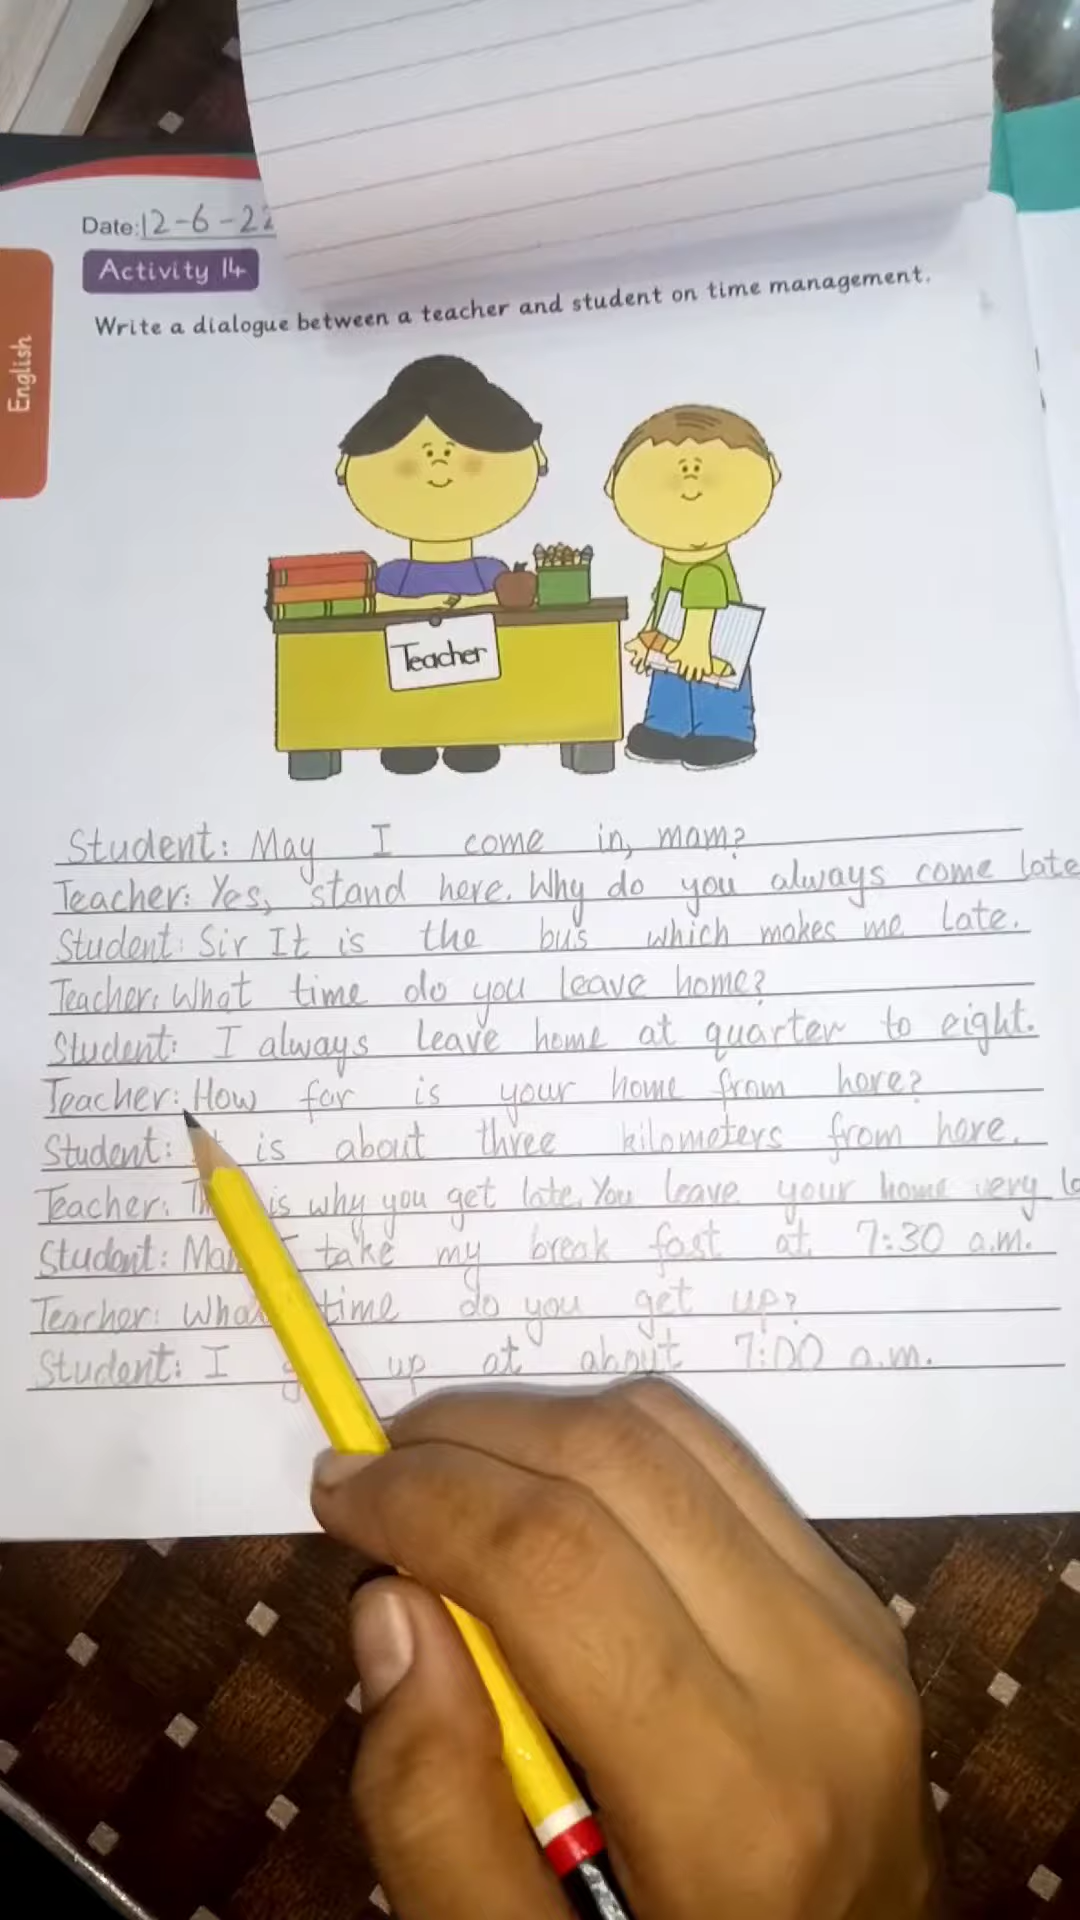 Date: 12-6-22
Activity 14
English
Write a dialogue between a teacher and student on time management.
Teacher
Student: May I come in, mam?
Teacher: Yes, stand here. Why do you always come late
Student: Sir It is the bus which makes me late.
Teacher: What time do you leave home?
Student: I always leave home at quarter to eight.
Teacher: How far is your home from here?
Student: is about three kilometers from here.
Teacher: is why you get late. You leave your home very
Student: take my break fast at 7:30 a.m.
Teacher: What time do you get up?
Student: I up at about 7:00 a.m.